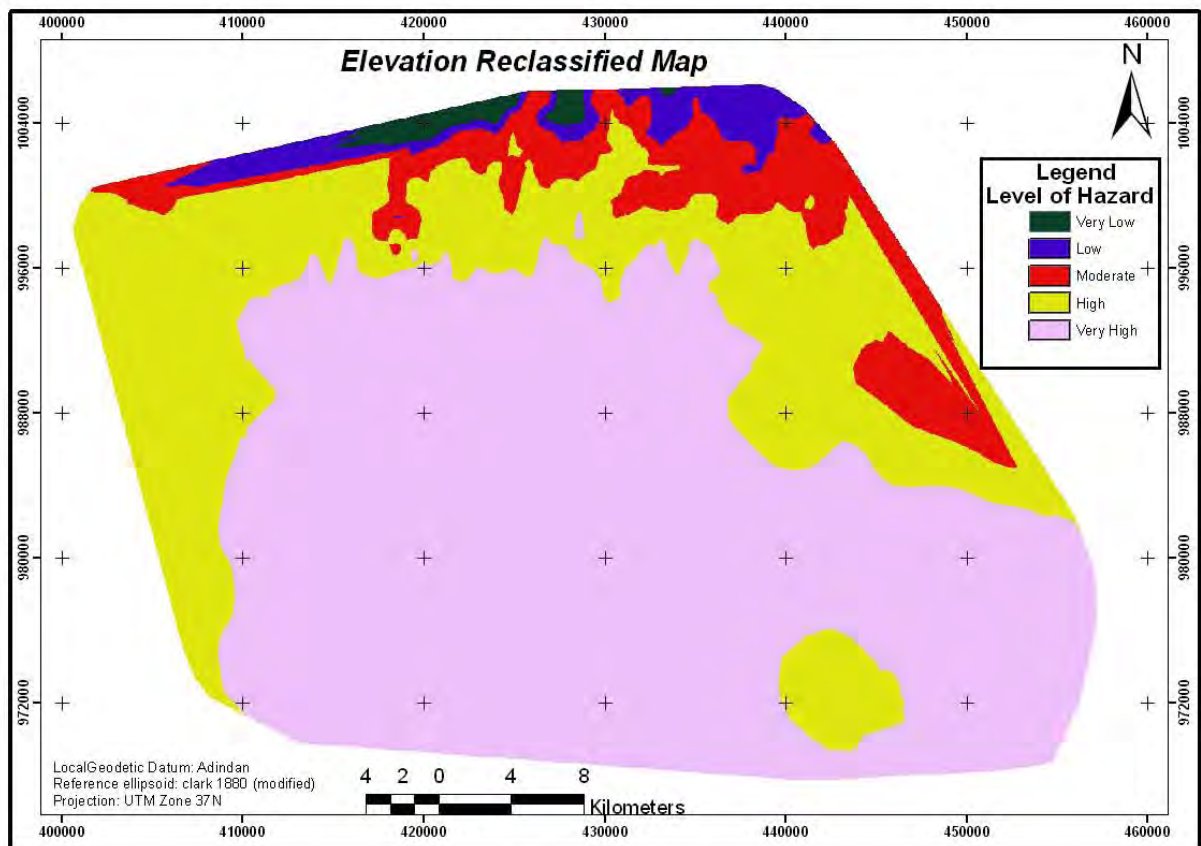 400000 410000 420000 430000 440000 450000 460000
Elevation Reclassified Map
N
1004000 1004000
Legend
Level of Hazard
Very Low
Low
Moderate
High
Very High
996000 996000
988000 988000
980000 980000
972000 972000
LocalGeodetic Datum: Adindan
Reference ellipsoid: clark 1880 (modified)
Projection: UTM Zone 37N
4 2 0 4 8
Kilometers
400000 410000 420000 430000 440000 450000 460000